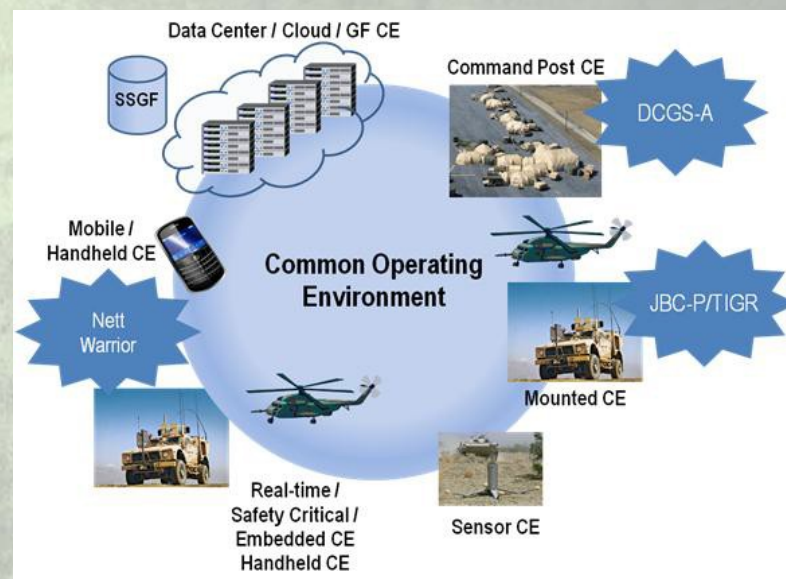 Data Center / Cloud / GF CE
SSGF
Command Post CE
DCGS-A
Mobile /
Handheld CE
Nett
Warrior
Common Operating
Environment
JBC-P/TIGR
Mounted CE
Real-time /
Safety Critical /
Embedded CE
Handheld CE
Sensor CE